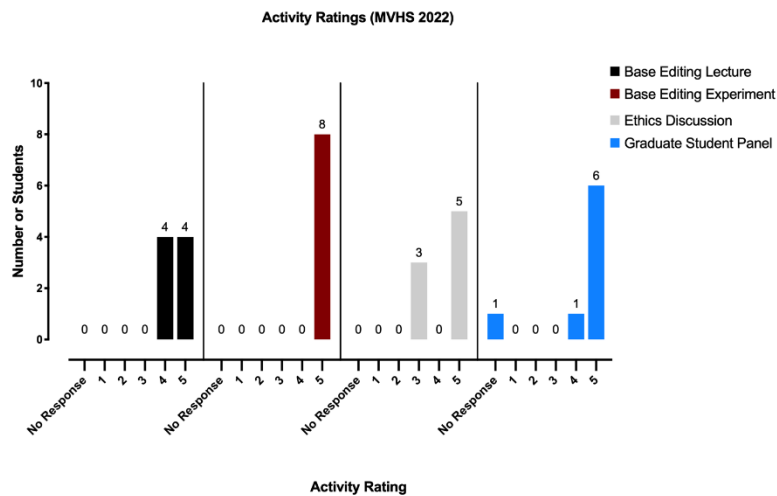 Activity Ratings (MVHS 2022)
Base Editing Lecture
Base Editing Experiment
Ethics Discussion
Graduate Student Panel
Number or Students
10
8
6
4
2
0
0 0 0 0 4 4
0 0 0 0 0 8
0 0 0 3 0 5
1 0 0 0 1 6
No Response 1 2 3 4 5
No Response 1 2 3 4 5
No Response 1 2 3 4 5
No Response 1 2 3 4 5
Activity Rating